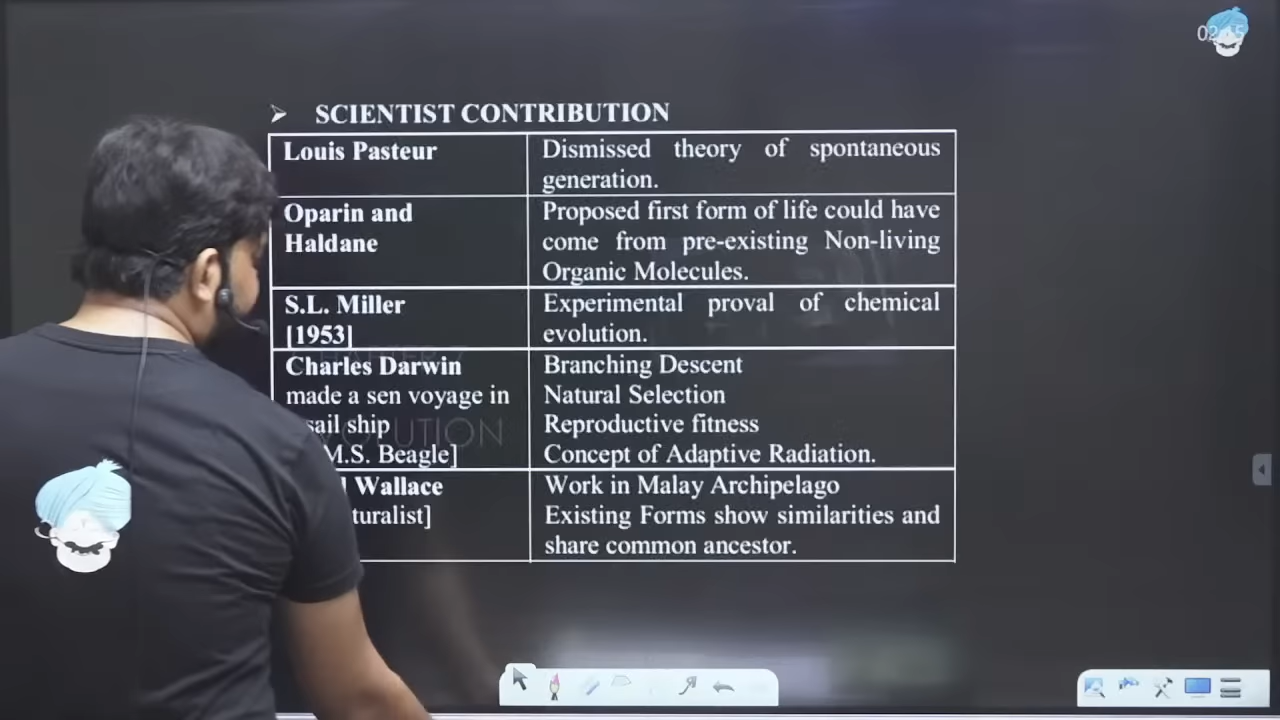 SCIENTIST CONTRIBUTION
Louis Pasteur
Dismissed theory of spontaneous
generation.
Oparin and
Haldane
Proposed first form of life could have
come from pre-existing Non-living
Organic Molecules.
S.L. Miller
[1953]
Experimental proval of chemical
evolution.
Charles Darwin
made a sen voyage in
sail ship
M.S. Beagle]
Branching Descent
Natural Selection
Reproductive fitness
Concept of Adaptive Radiation.
Wallace
turalist]
Work in Malay Archipelago
Existing Forms show similarities and
share common ancestor.